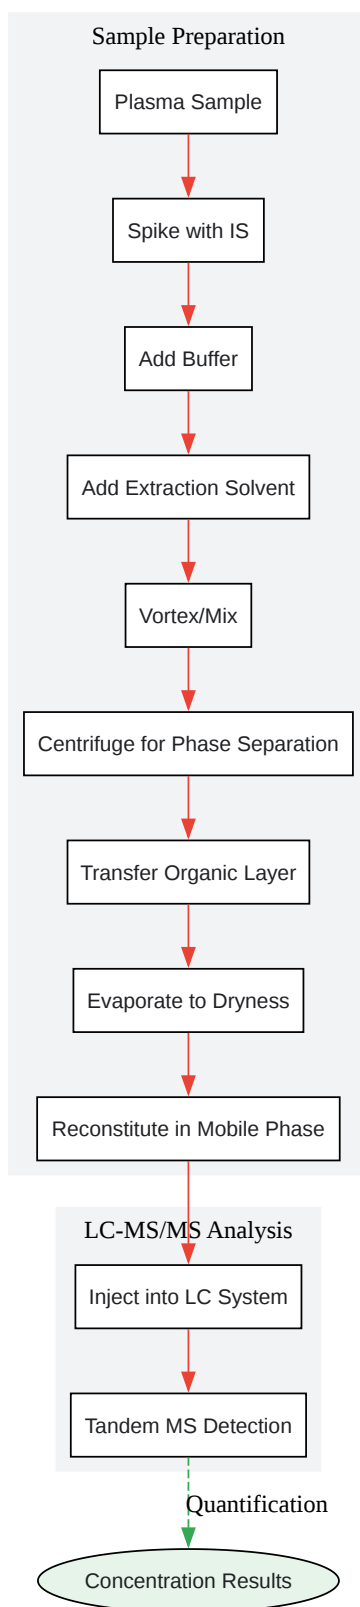 Sample Preparation
Plasma Sample
Spike with IS
Add Buffer
Add Extraction Solvent
Vortex/Mix
Centrifuge for Phase Separation
Transfer Organic Layer
Evaporate to Dryness
Reconstitute in Mobile Phase
LC-MS/MS Analysis
Inject into LC System
Tandem MS Detection
Quantification
Concentration Results